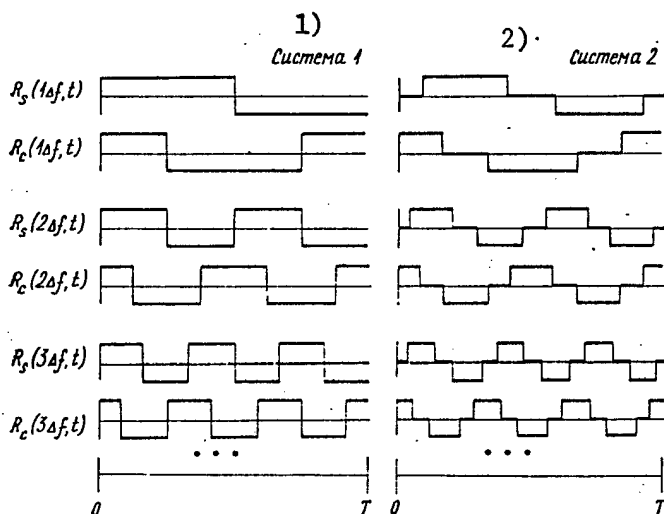 1)
2)
Система 1
Система 2
R_s(1Δf,t)
R_c(1Δf,t)
R_s(2Δf,t)
R_c(2Δf,t)
R_s(3Δf,t)
R_c(3Δf,t)
• • •
• • •
0
T
0
T